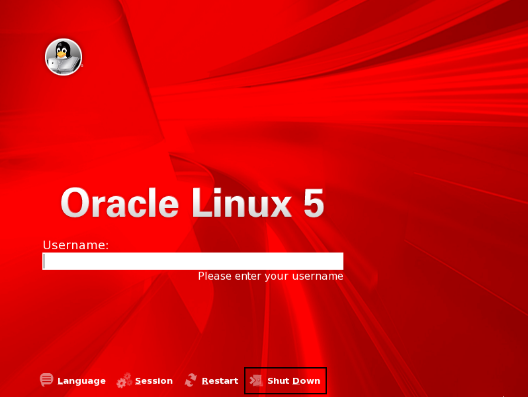 Oracle Linux 5
Username:
Please enter your username
Language Session Restart Shut Down